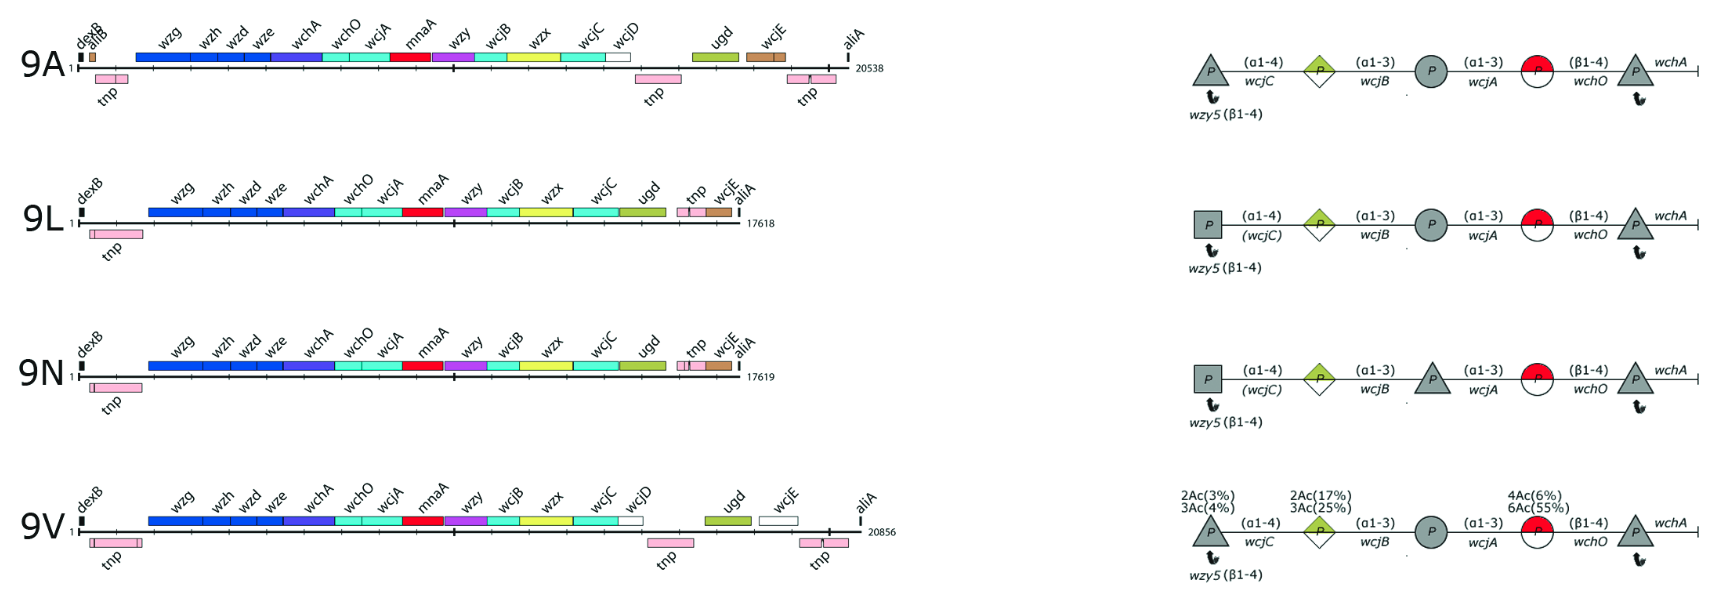 dexB aliB wzg wzh wzd wze wchA wchO wcjA mnaA wzy wcjB wzx wcjC wcjD ugd wcjE aliA
9A 1 20538
tnp tnp tnp
P (α1-4) P (α1-3) P (α1-3) P (β1-4) P wchA
wcjC wcjB wcjA wchO
wzy5 (β1-4)
dexB wzg wzh wzd wze wchA wchO wcjA mnaA wzy wcjB wzx wcjC ugd tnp wcjE aliA
9L 1 17618
tnp
P (α1-4) P (α1-3) P (α1-3) P (β1-4) P wchA
(wcjC) wcjB wcjA wchO
wzy5 (β1-4)
dexB wzg wzh wzd wze wchA wchO wcjA mnaA wzy wcjB wzx wcjC ugd tnp wcjE aliA
9N 1 17619
tnp
P (α1-4) P (α1-3) P (α1-3) P (β1-4) P wchA
(wcjC) wcjB wcjA wchO
wzy5 (β1-4)
dexB wzg wzh wzd wze wchA wchO wcjA mnaA wzy wcjB wzx wcjC wcjD ugd wcjE aliA
9V 1 20856
tnp tnp tnp
2Ac(3%) 2Ac(17%) 4Ac(6%)
3Ac(4%) 3Ac(25%) 6Ac(55%)
P (α1-4) P (α1-3) P (α1-3) P (β1-4) P wchA
wcjC wcjB wcjA wchO
wzy5 (β1-4)